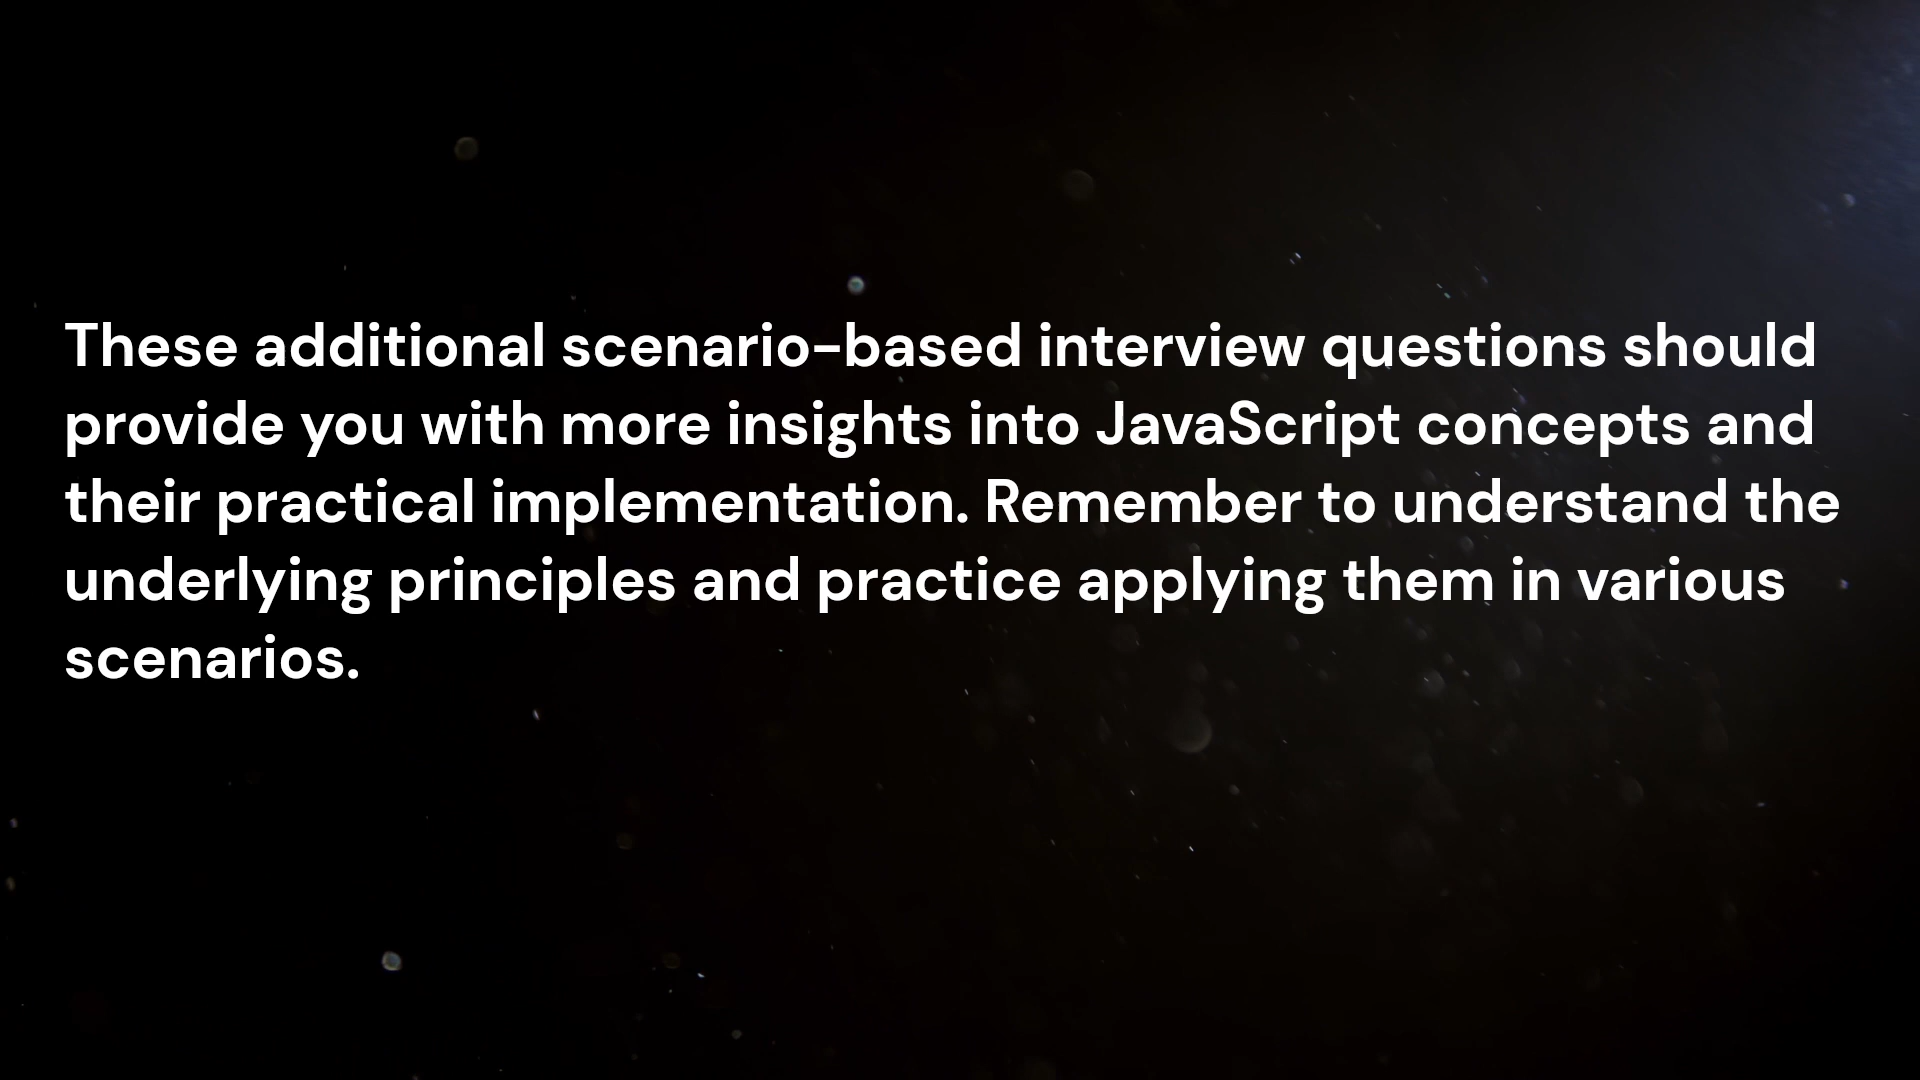 These additional scenario-based interview questions should
provide you with more insights into JavaScript concepts and
their practical implementation. Remember to understand the
underlying principles and practice applying them in various
scenarios.